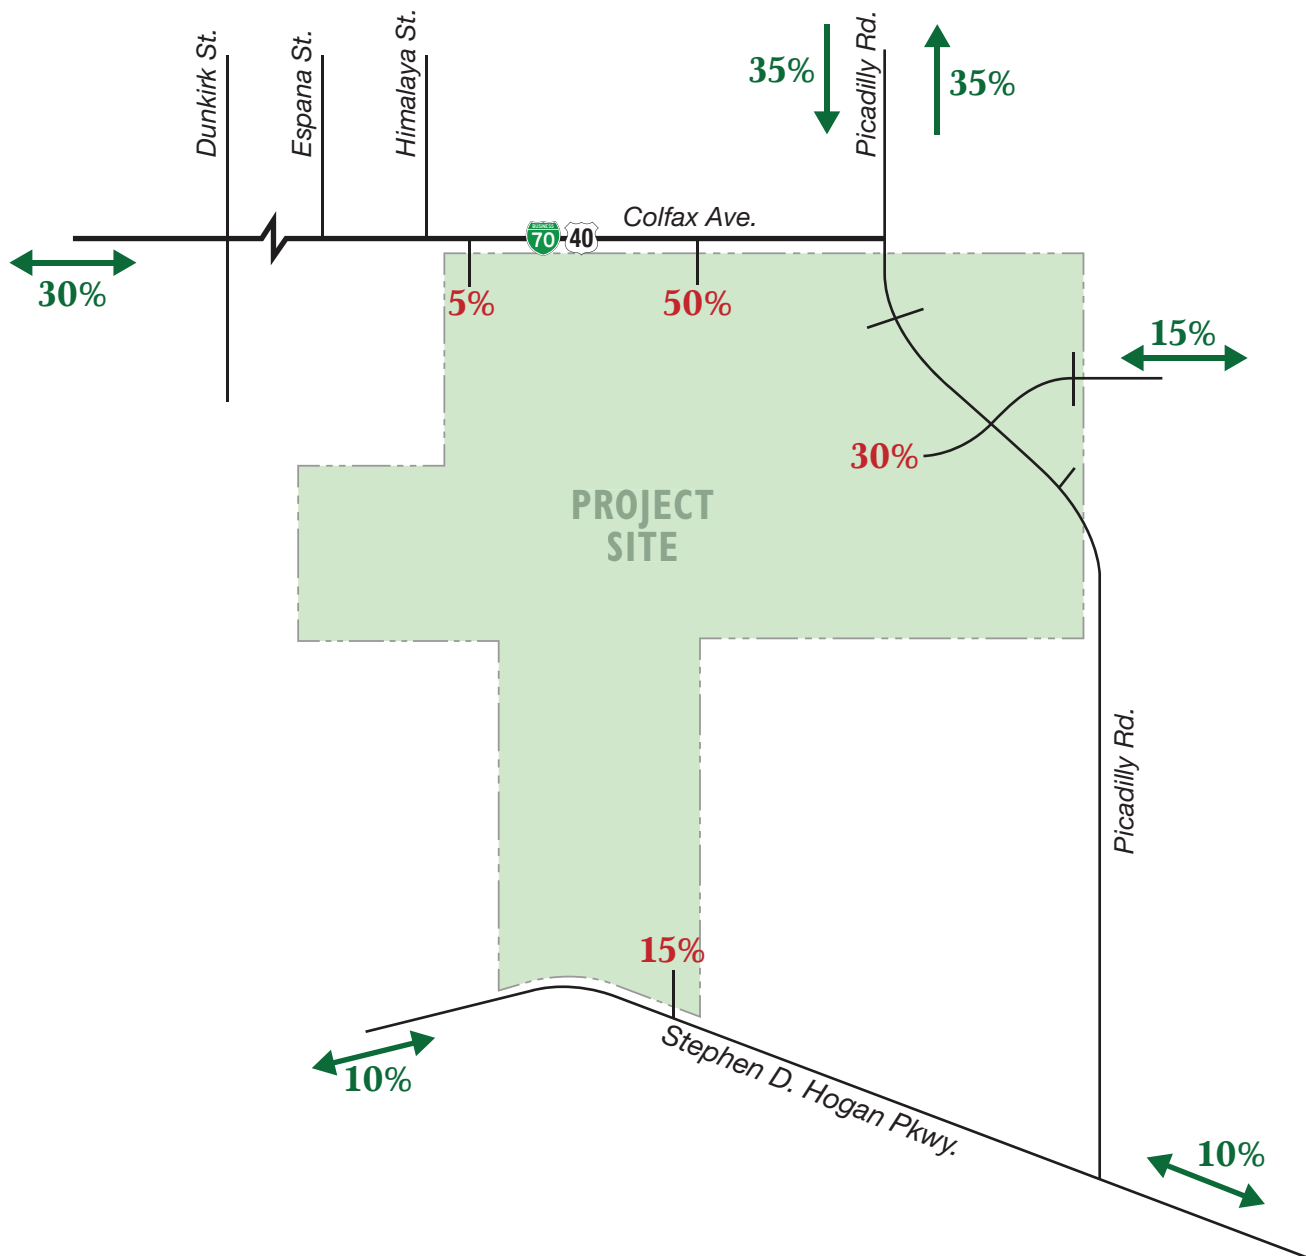 Dunkirk St.
Espana St.
Himalaya St.
35%
Picadilly Rd.
35%
Colfax Ave.
BUSINESS
70
40
30%
5%
50%
15%
30%
PROJECT
SITE
Picadilly Rd.
15%
Stephen D. Hogan Pkwy.
10%
10%